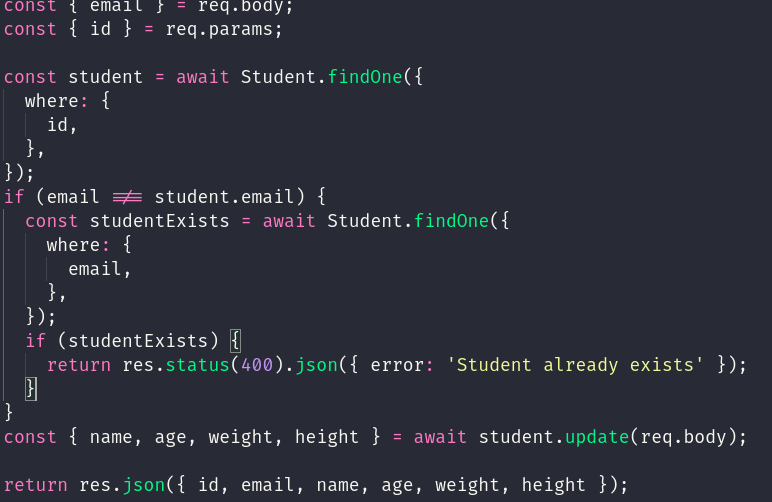 const { email } = req.body;
const { id } = req.params;

const student = await Student.findOne({
  where: {
    id,
  },
});
if (email !== student.email) {
  const studentExists = await Student.findOne({
    where: {
      email,
    },
  });
  if (studentExists) {
    return res.status(400).json({ error: 'Student already exists' });
  }
}
const { name, age, weight, height } = await student.update(req.body);

return res.json({ id, email, name, age, weight, height });